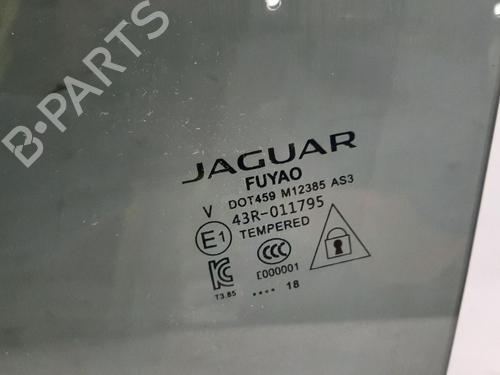 B·PARTS
JAGUAR
FUYAO
DOT459 M12385 AS3
V 43R-011795
E1 TEMPERED
CCC
E000001
T3.85
.... 18